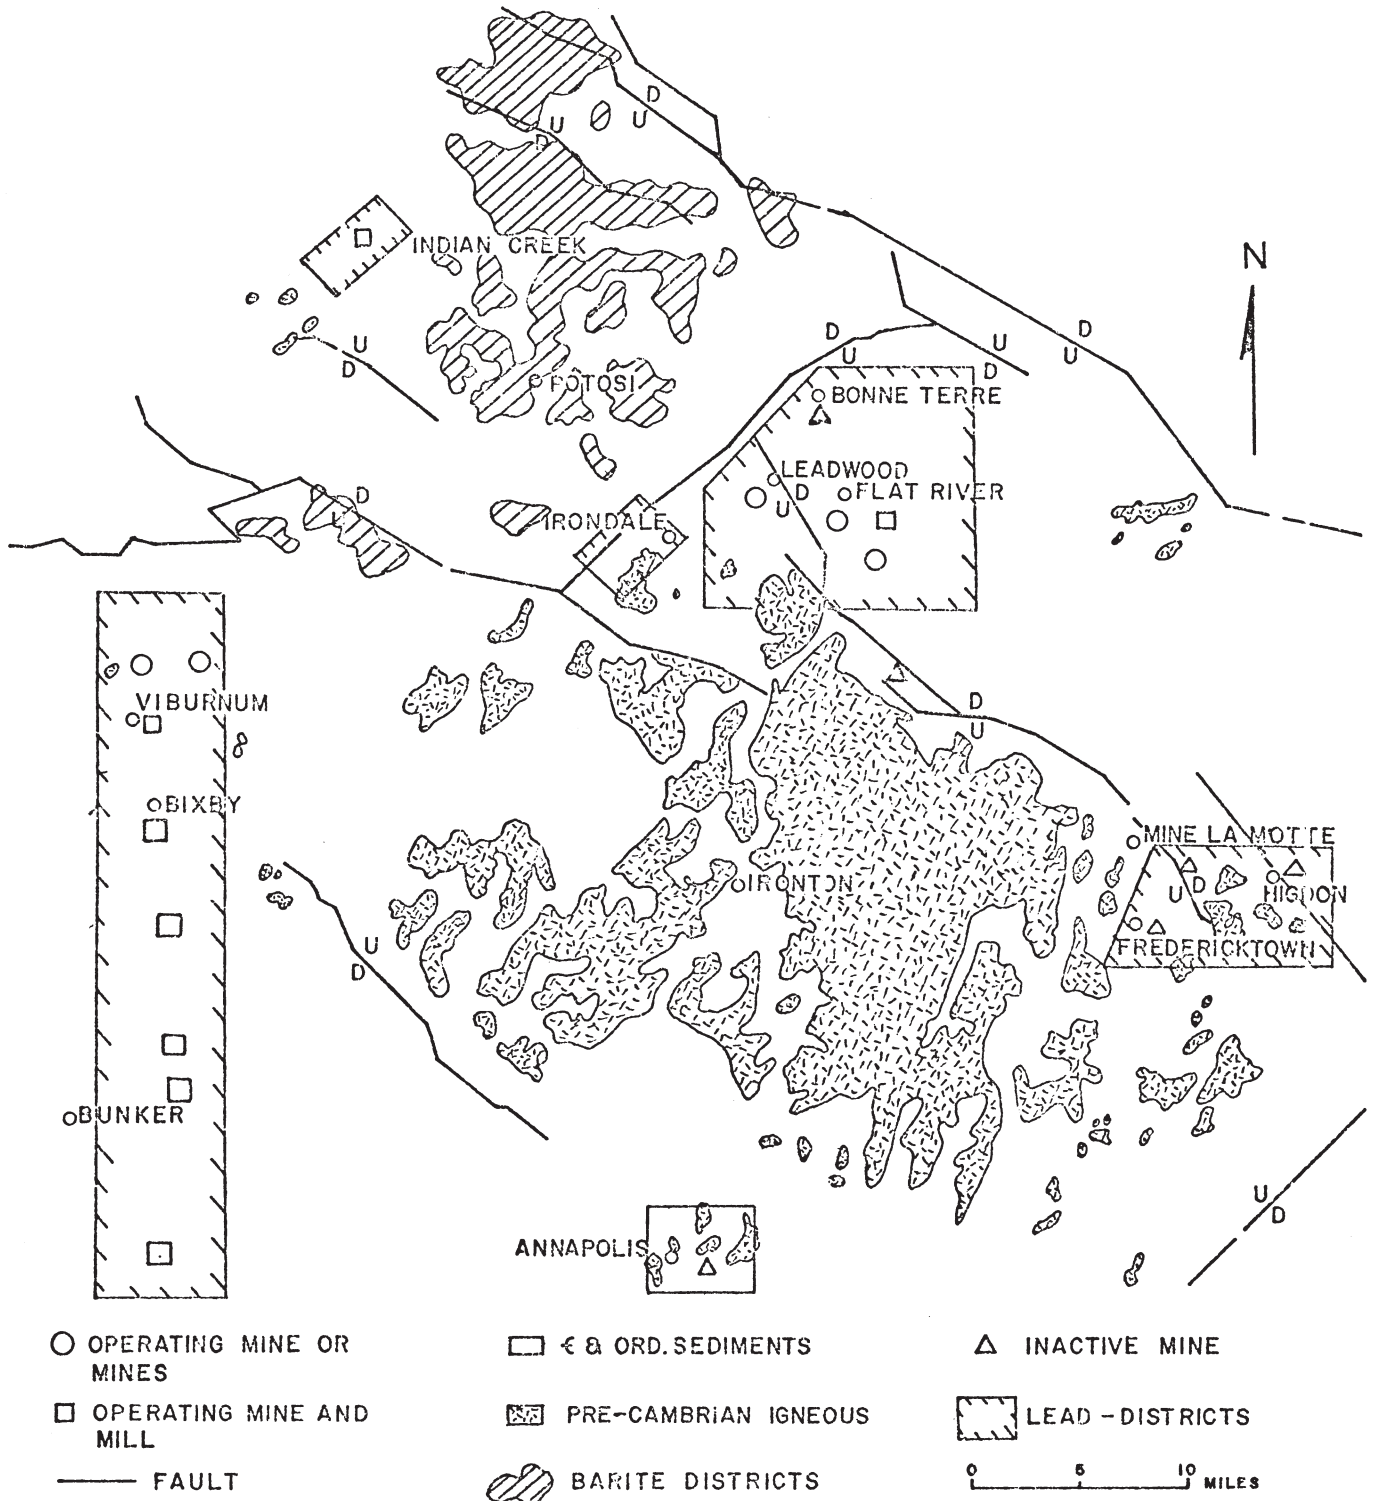 D
U
U
D
N
INDIAN CREEK
U
D
D
U
U
D
D
U
POTOSI
BONNE TERRE
LEADWOOD
D
U
FLAT RIVER
D
U
IRONDALE
VIBURNUM
D
U
BIXBY
MINE LA MOTTE
IRONTON
U
D
HIGDON
FREDERICKTOWN
U
D
BUNKER
U
D
ANNAPOLIS
OPERATING MINE OR
MINES
Є & ORD. SEDIMENTS
INACTIVE MINE
OPERATING MINE AND
MILL
PRE-CAMBRIAN IGNEOUS
LEAD-DISTRICTS
FAULT
BARITE DISTRICTS
0 5 10 MILES